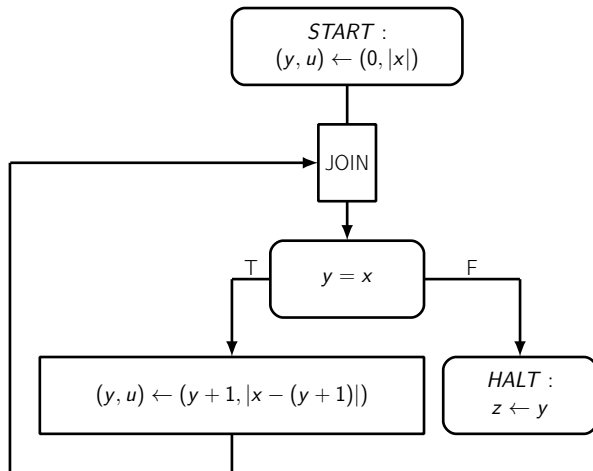 START :
(y, u) ← (0, |x|)
JOIN
T
y = x
F
(y, u) ← (y + 1, |x − (y + 1)|)
HALT :
z ← y